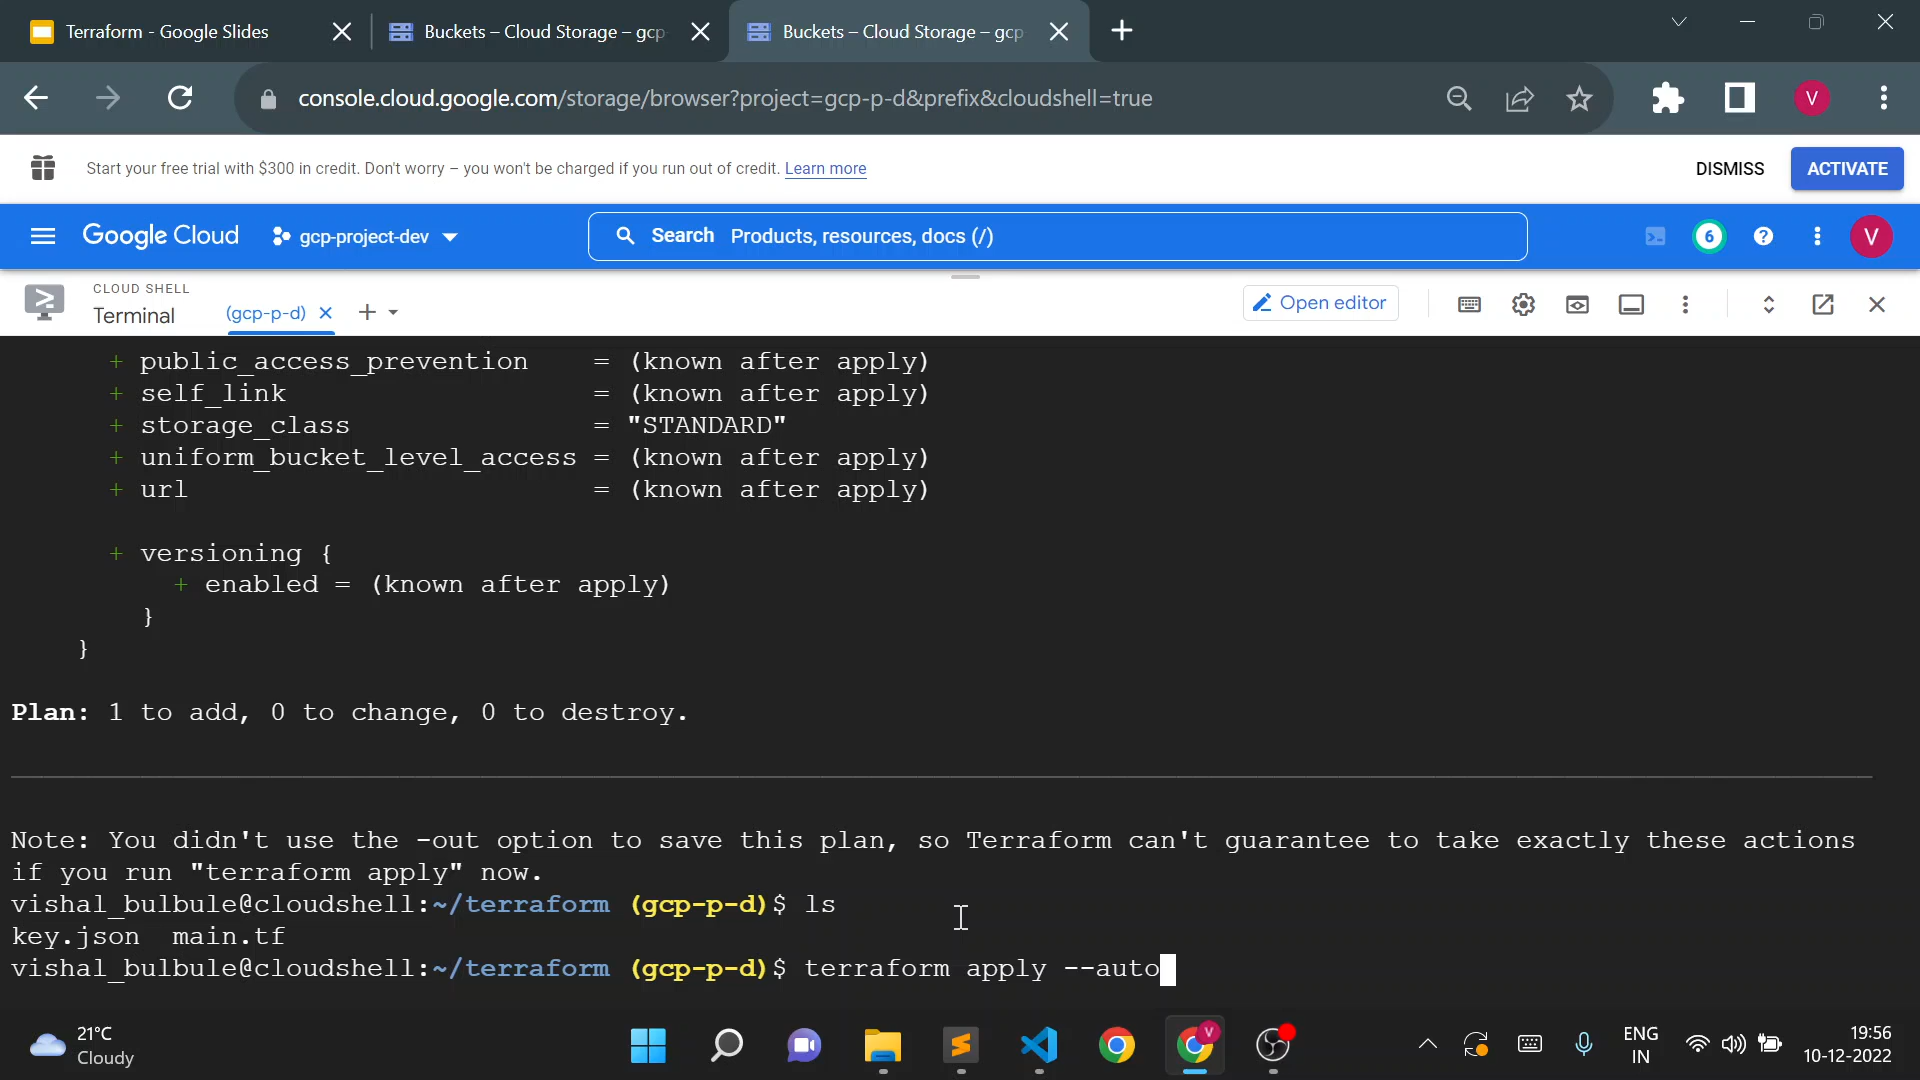 Terraform - Google Slides
Buckets – Cloud Storage – gcp-
Buckets – Cloud Storage – gcp
console.cloud.google.com/storage/browser?project=gcp-p-d&prefix&cloudshell=true
V
Start your free trial with $300 in credit. Don't worry – you won't be charged if you run out of credit. Learn more
DISMISS
ACTIVATE
Google Cloud
gcp-project-dev
Search Products, resources, docs (/)
6
?
V
CLOUD SHELL
Terminal
(gcp-p-d)
Open editor
+ public_access_prevention = (known after apply)
+ self_link = (known after apply)
+ storage_class = "STANDARD"
+ uniform_bucket_level_access = (known after apply)
+ url = (known after apply)
+ versioning {
+ enabled = (known after apply)
}
}
Plan: 1 to add, 0 to change, 0 to destroy.
Note: You didn't use the -out option to save this plan, so Terraform can't guarantee to take exactly these actions
if you run "terraform apply" now.
vishal_bulbule@cloudshell:~/terraform (gcp-p-d)$ ls
key.json main.tf
vishal_bulbule@cloudshell:~/terraform (gcp-p-d)$ terraform apply --auto
21°C
Cloudy
V
ENG
IN
19:56
10-12-2022